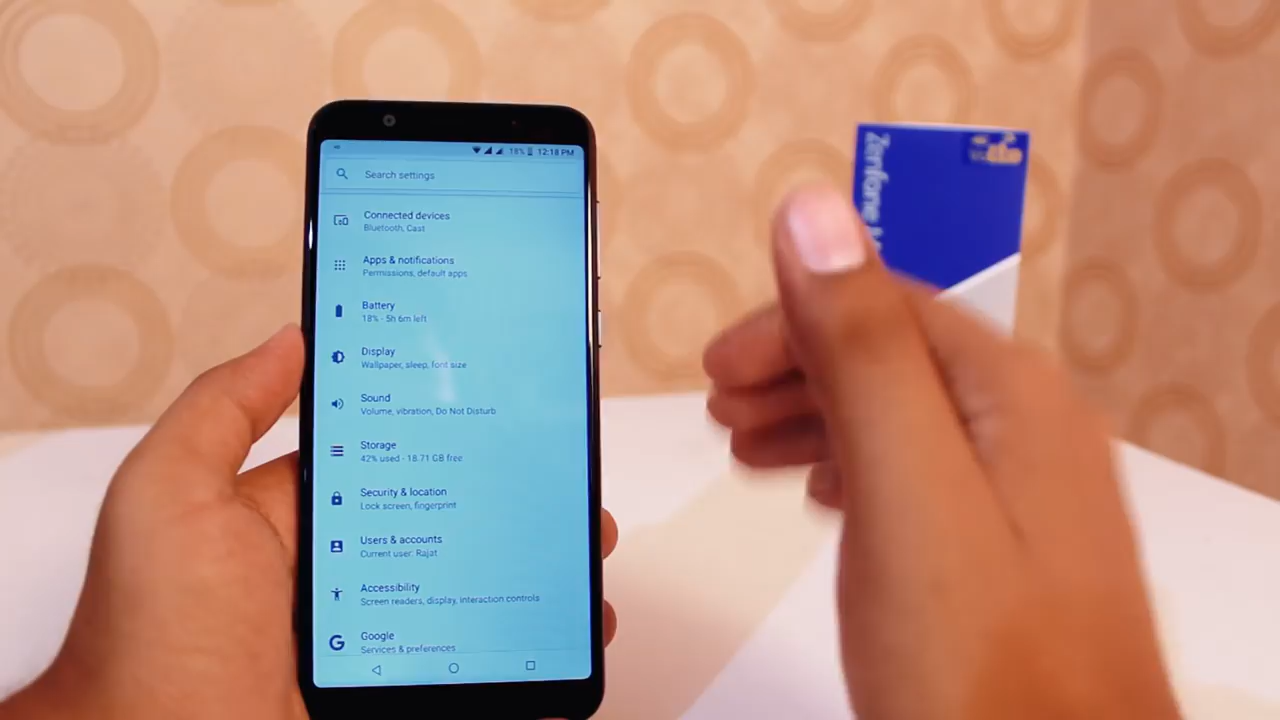 18% 12:18 PM
Search settings
Connected devices
Bluetooth, Cast
Apps & notifications
Permissions, default apps
Battery
18% - 5h 6m left
Display
Wallpaper, sleep, font size
Sound
Volume, vibration, Do Not Disturb
Storage
42% used - 18.71 GB free
Security & location
Lock screen, fingerprint
Users & accounts
Current user: Rajat
Accessibility
Screen readers, display, interaction controls
Google
Services & preferences
Zenfone